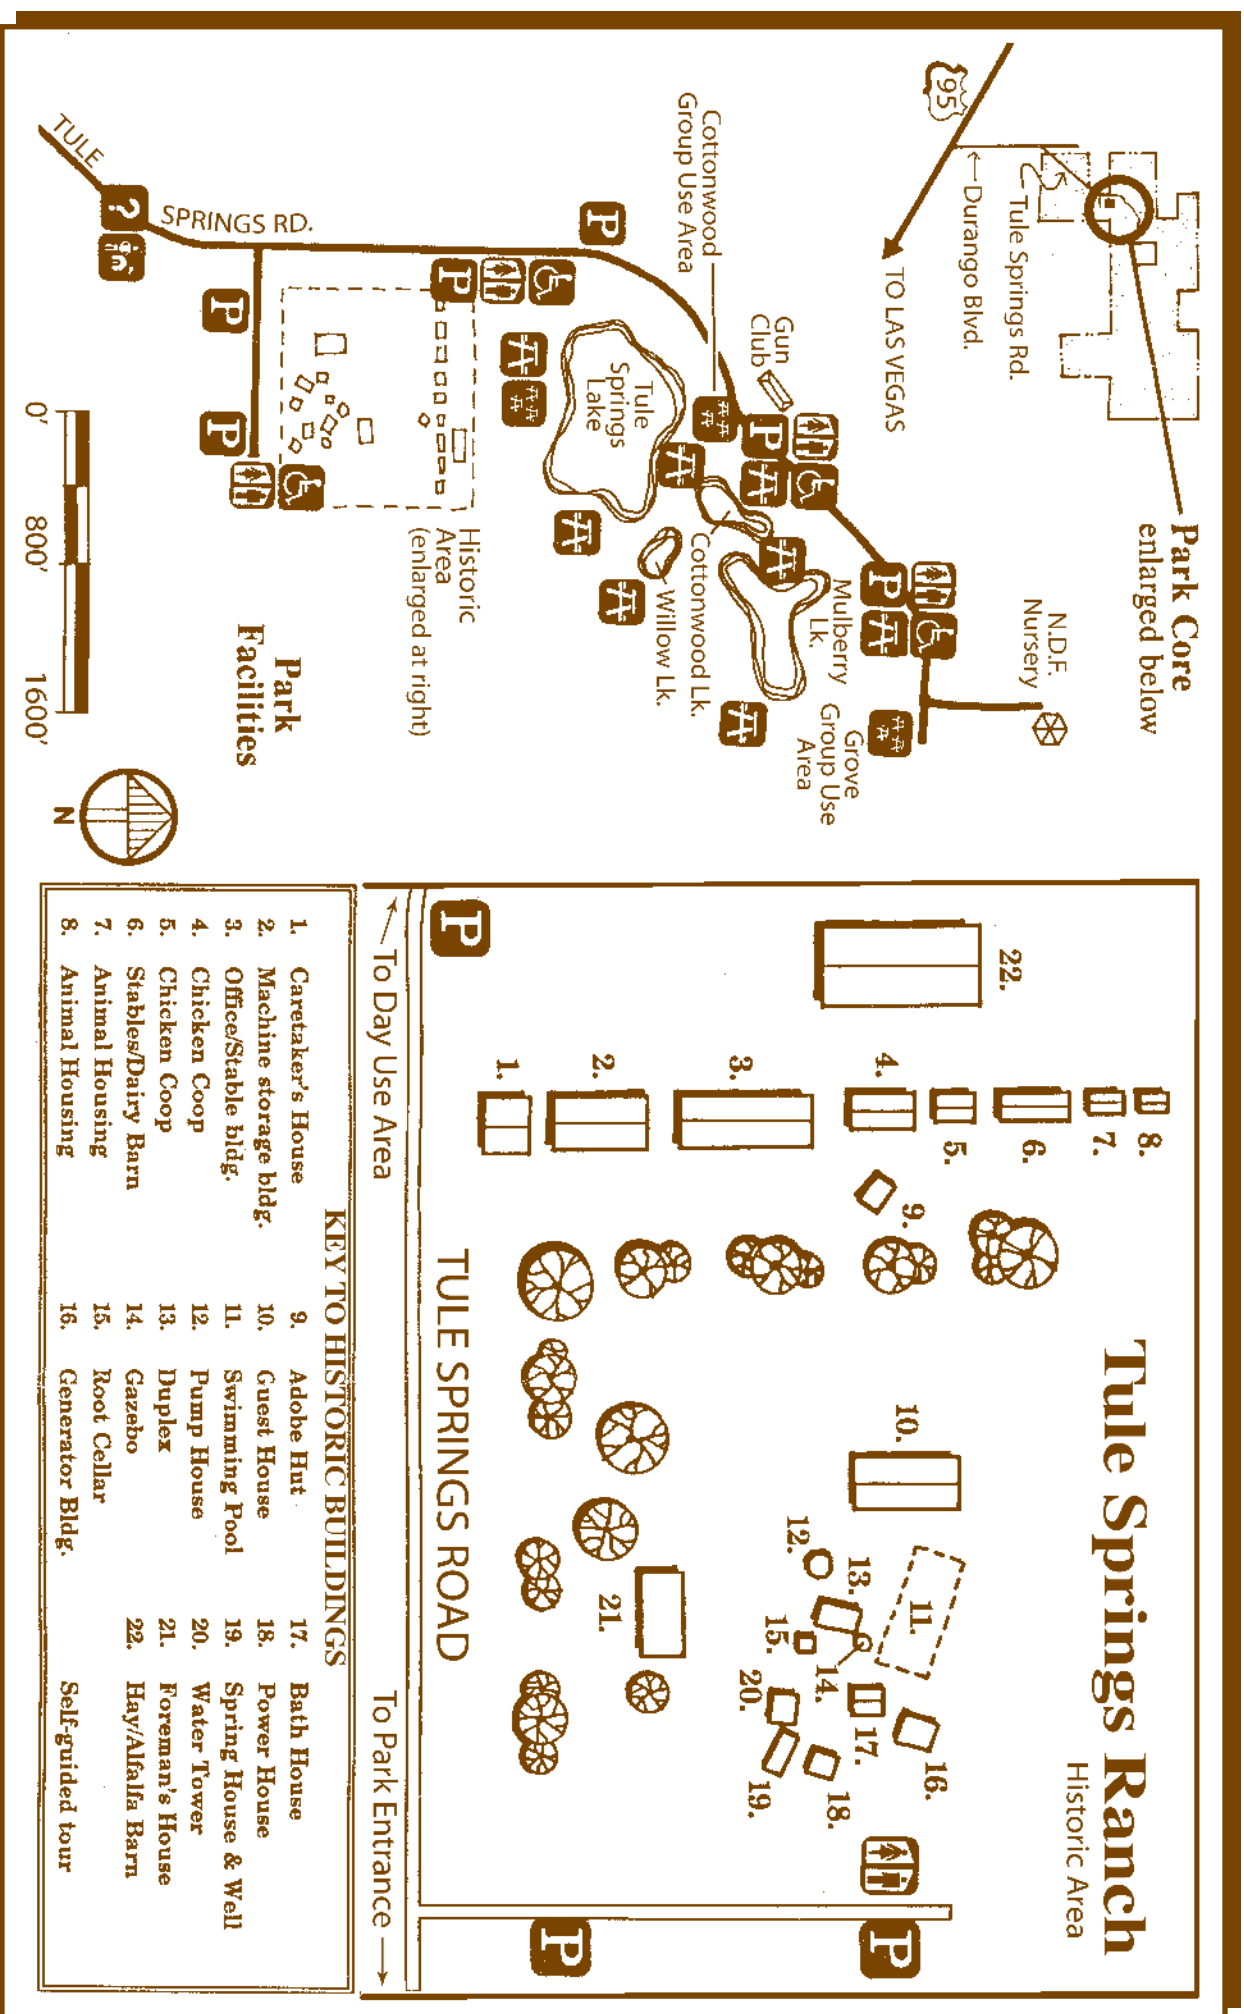 95
Tule Springs Rd.
Durango Blvd.
TO LAS VEGAS
Park Core
enlarged below
N.D.F.
Nursery
Gun
Club
Cottonwood
Group Use Area
Mulberry
Lk.
Grove
Group Use
Area
Tule
Springs
Lake
Cottonwood Lk.
Willow Lk.
P
P
P
P
P
P
P
Historic
Area
(enlarged at right)
TULE
SPRINGS RD.
?
Park
Facilities
0'
800'
1600'
N
Tule Springs Ranch
Historic Area
22.
1.
2.
3.
4.
5.
6.
7.
8.
9.
10.
11.
12.
13.
14.
15.
16.
17.
18.
19.
20.
21.
P
P
P
TULE SPRINGS ROAD
To Day Use Area
To Park Entrance
KEY TO HISTORIC BUILDINGS
1. Caretaker's House
2. Machine storage bldg.
3. Office/Stable bldg.
4. Chicken Coop
5. Chicken Coop
6. Stables/Dairy Barn
7. Animal Housing
8. Animal Housing
9. Adobe Hut
10. Guest House
11. Swimming Pool
12. Pump House
13. Duplex
14. Gazebo
15. Root Cellar
16. Generator Bldg.
17. Bath House
18. Power House
19. Spring House & Well
20. Water Tower
21. Foreman's House
22. Hay/Alfalfa Barn
Self-guided tour